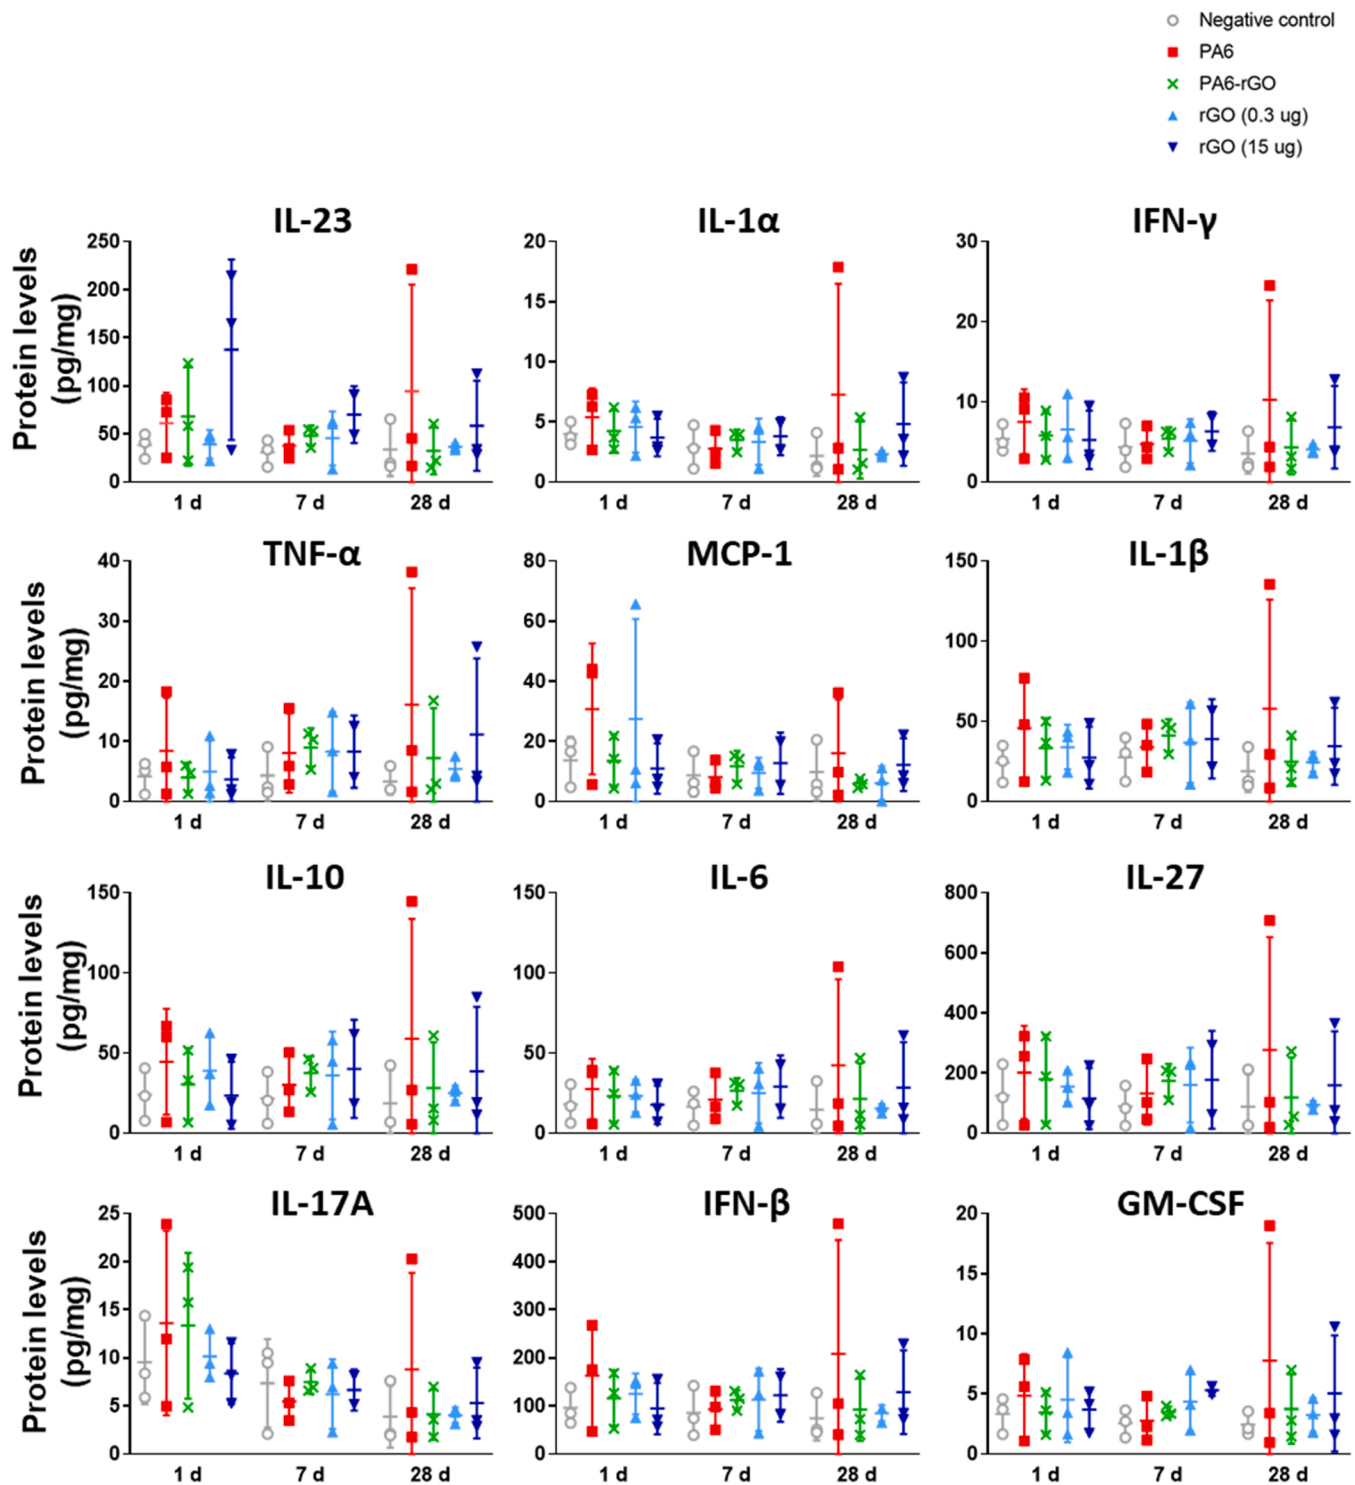 Negative control
PA6
PA6-rGO
rGO (0.3 ug)
rGO (15 ug)
IL-23
IL-1α
IFN-γ
Protein levels
(pg/mg)
250
200
150
100
50
0
1 d
7 d
28 d
20
15
10
5
0
1 d
7 d
28 d
30
20
10
0
1 d
7 d
28 d
TNF-α
MCP-1
IL-1β
Protein levels
(pg/mg)
40
30
20
10
0
1 d
7 d
28 d
80
60
40
20
0
1 d
7 d
28 d
150
100
50
0
1 d
7 d
28 d
IL-10
IL-6
IL-27
Protein levels
(pg/mg)
150
100
50
0
1 d
7 d
28 d
150
100
50
0
1 d
7 d
28 d
800
600
400
200
0
1 d
7 d
28 d
IL-17A
IFN-β
GM-CSF
Protein levels
(pg/mg)
25
20
15
10
5
0
1 d
7 d
28 d
500
400
300
200
100
0
1 d
7 d
28 d
20
15
10
5
0
1 d
7 d
28 d